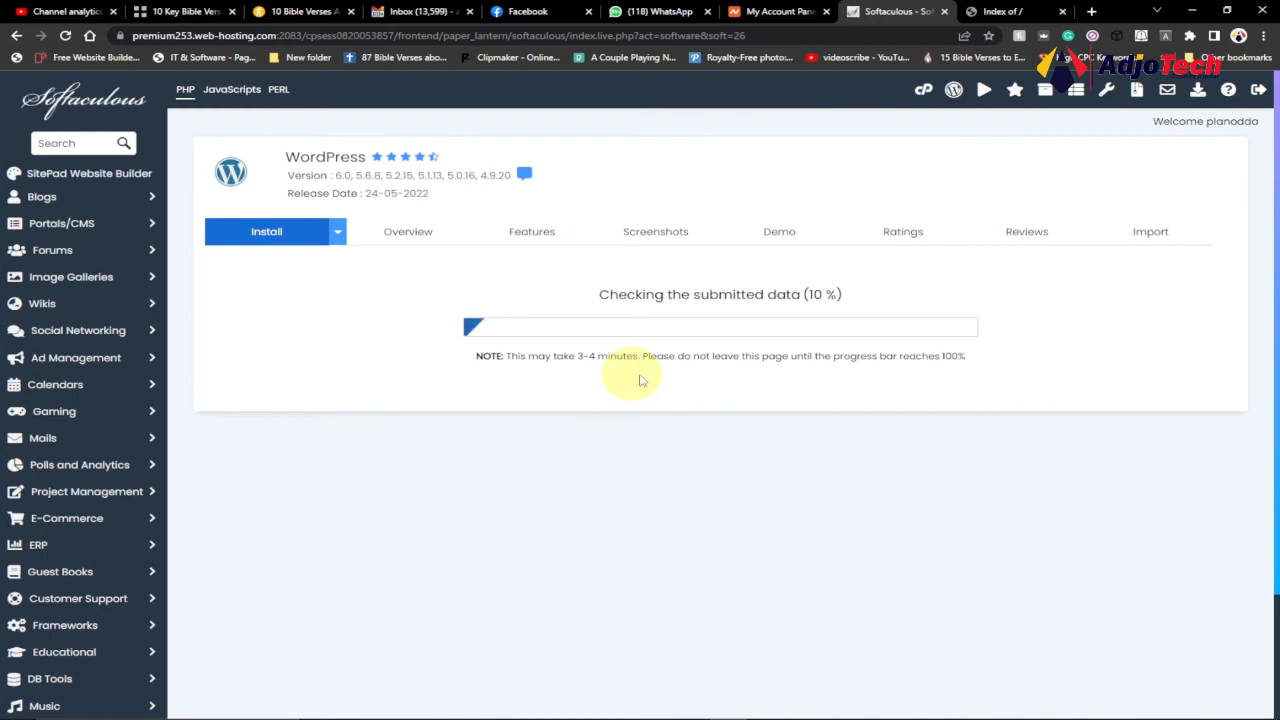 Channel analytics
10 Key Bible Verse
10 Bible Verses A
Inbox (13,599) -
Facebook
(118) WhatsApp
My Account Pane
Softaculous - Sof
Index of /
premium253.web-hosting.com:2083/cpsess0820053857/frontend/paper_lantern/softaculous/index.live.php?act=software&soft=26
Free Website Builde...
IT & Software - Pag...
New folder
87 Bible Verses abo...
Clipmaker - Online...
A Couple Playing N...
Royalty-Free photo:...
videoscribe - YouTu...
15 Bible Verses to E...
High CPC Keywor
Other bookmarks
AdjoTech
Softaculous
PHP
JavaScripts
PERL
Welcome planodda
Search
SitePad Website Builder
Blogs
Portals/CMS
Forums
Image Galleries
Wikis
Social Networking
Ad Management
Calendars
Gaming
Mails
Polls and Analytics
Project Management
E-Commerce
ERP
Guest Books
Customer Support
Frameworks
Educational
DB Tools
Music
WordPress
Version : 6.0, 5.6.8, 5.2.15, 5.1.13, 5.0.16, 4.9.20
Release Date : 24-05-2022
Install
Overview
Features
Screenshots
Demo
Ratings
Reviews
Import
Checking the submitted data (10 %)
NOTE: This may take 3-4 minutes. Please do not leave this page until the progress bar reaches 100%